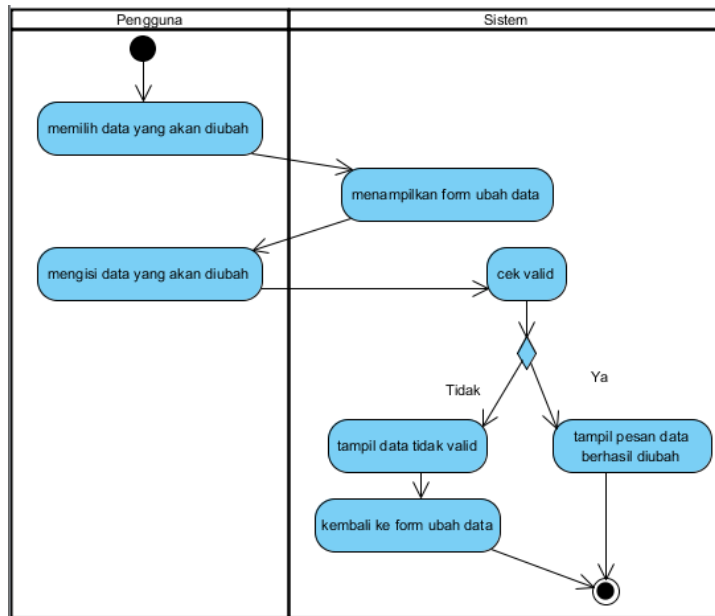 Pengguna
Sistem
memilih data yang akan diubah
menampilkan form ubah data
mengisi data yang akan diubah
cek valid
Tidak
Ya
tampil data tidak valid
tampil pesan data
berhasil diubah
kembali ke form ubah data